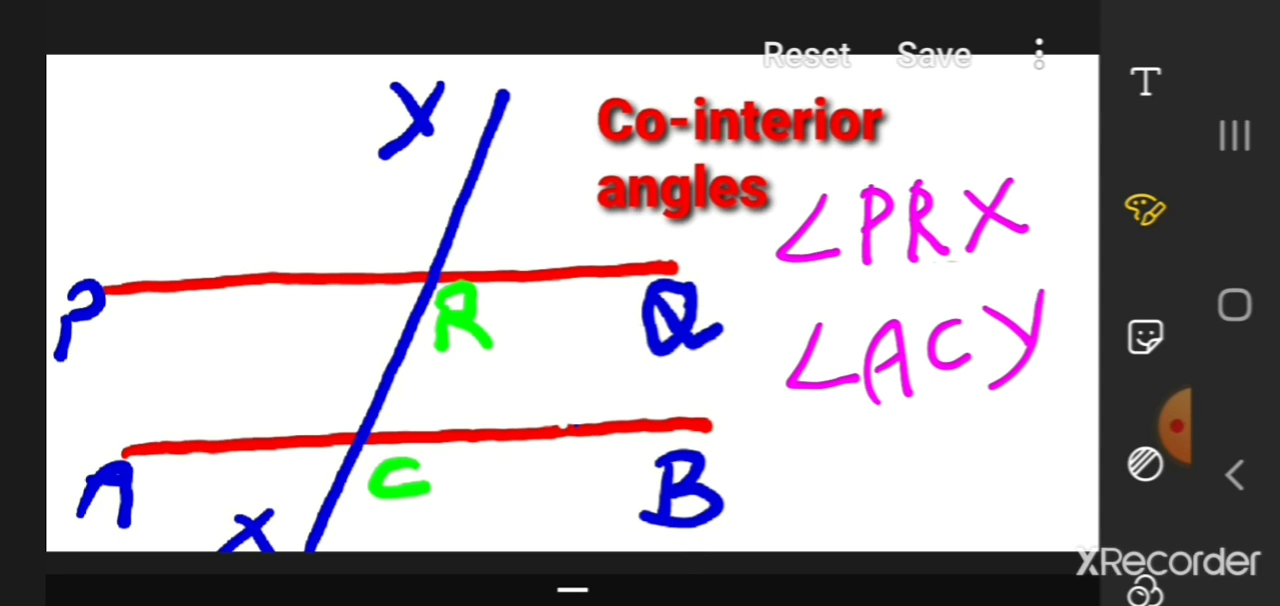 Reset Save
Y
Co-interior
angles
∠PRX
∠ACY
P
R
Q
A
C
B
X
T
XRecorder